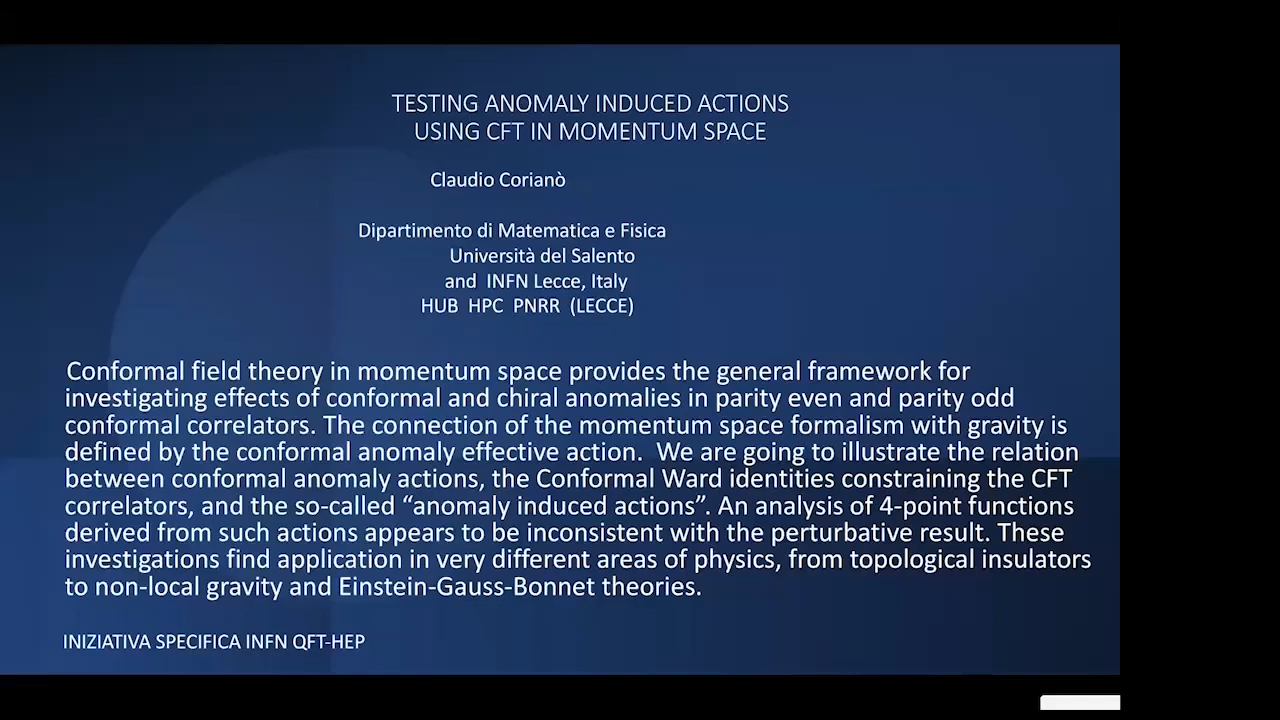 TESTING ANOMALY INDUCED ACTIONS
USING CFT IN MOMENTUM SPACE
Claudio Corianò
Dipartimento di Matematica e Fisica
Università del Salento
and INFN Lecce, Italy
HUB HPC PNRR (LECCE)
Conformal field theory in momentum space provides the general framework for
investigating effects of conformal and chiral anomalies in parity even and parity odd
conformal correlators. The connection of the momentum space formalism with gravity is
defined by the conformal anomaly effective action. We are going to illustrate the relation
between conformal anomaly actions, the Conformal Ward identities constraining the CFT
correlators, and the so-called “anomaly induced actions”. An analysis of 4-point functions
derived from such actions appears to be inconsistent with the perturbative result. These
investigations find application in very different areas of physics, from topological insulators
to non-local gravity and Einstein-Gauss-Bonnet theories.
INIZIATIVA SPECIFICA INFN QFT-HEP